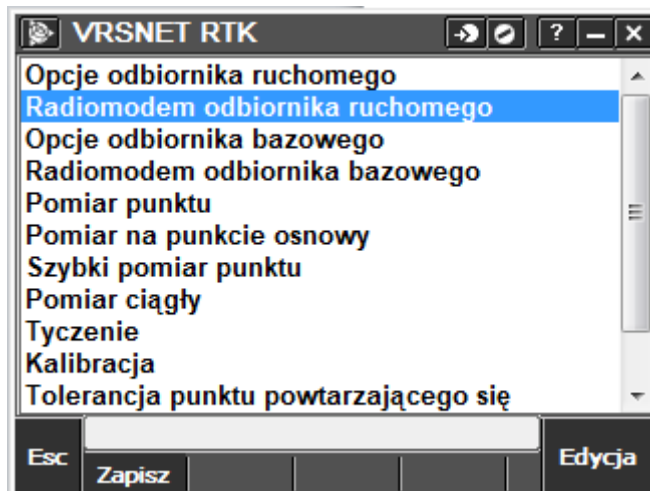 VRSNET RTK
?
Opcje odbiornika ruchomego
Radiomodem odbiornika ruchomego
Opcje odbiornika bazowego
Radiomodem odbiornika bazowego
Pomiar punktu
Pomiar na punkcie osnowy
Szybki pomiar punktu
Pomiar ciągły
Tyczenie
Kalibracja
Tolerancja punktu powtarzającego się
Esc
Zapisz
Edycja